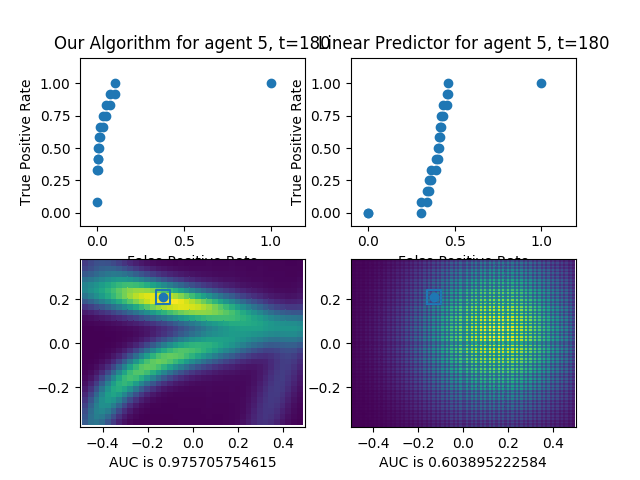 Our Algorithm for agent 5, t=180
Linear Predictor for agent 5, t=180
True Positive Rate
1.00
0.75
0.50
0.25
0.00
0.0 0.5 1.0
False Positive Rate
True Positive Rate
1.00
0.75
0.50
0.25
0.00
0.0 0.5 1.0
False Positive Rate
0.2
0.0
−0.2
−0.4 −0.2 0.0 0.2 0.4
AUC is 0.975705754615
0.2
0.0
−0.2
−0.4 −0.2 0.0 0.2 0.4
AUC is 0.603895222584